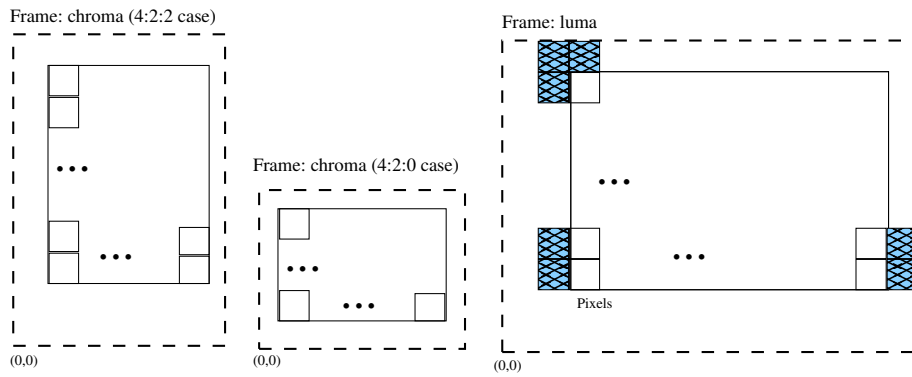 Frame: chroma (4:2:2 case)
Frame: luma
Frame: chroma (4:2:0 case)
Pixels
(0,0)
(0,0)
(0,0)